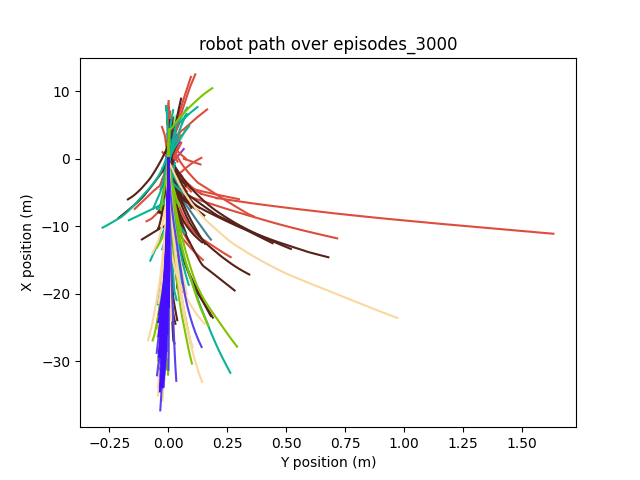 robot path over episodes_3000
10
0
−10
−20
−30
X position (m)
−0.25 0.00 0.25 0.50 0.75 1.00 1.25 1.50
Y position (m)